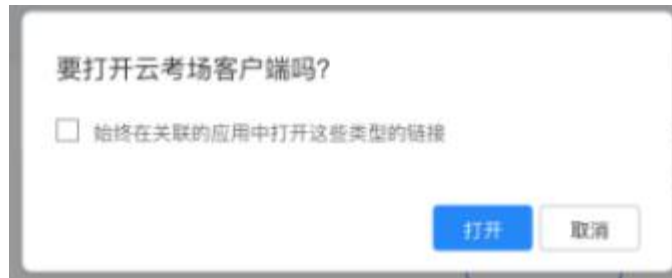 要打开云考场客户端吗?
始终在关联的应用中打开这些类型的链接
打开 取消